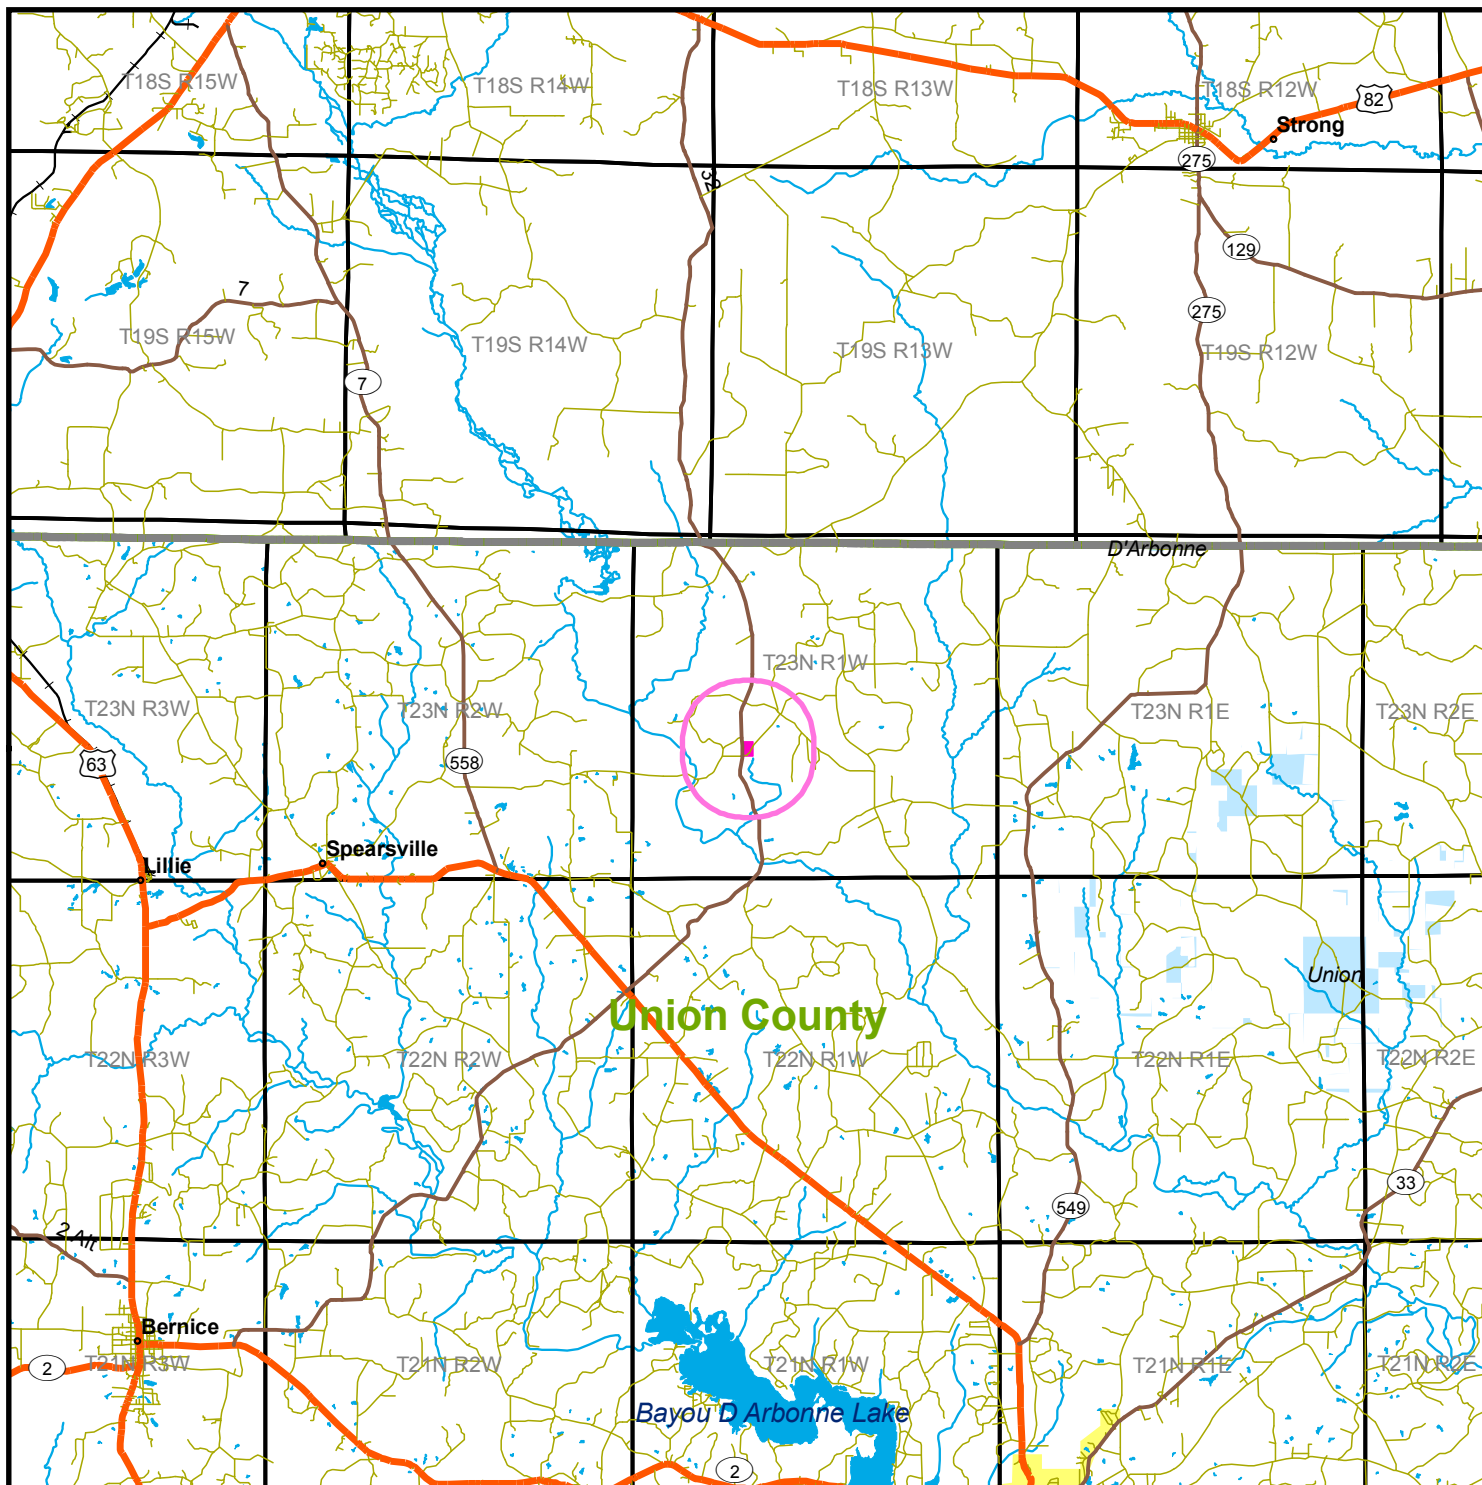 T18S R15W
T18S R14W
T18S R13W
T18S R12W
82
Strong
275
32
129
7
275
T19S R15W
T19S R14W
T19S R13W
T19S R12W
7
D'Arbonne
T23N R1W
T23N R3W
T23N R2W
T23N R1E
T23N R2E
63
558
Spearsville
Lillie
Union
Union County
T22N R3W
T22N R2W
T22N R1W
T22N R1E
T22N R2E
33
549
2 Alt
Bernice
2
T21N R3W
T21N R2W
T21N R1W
T21N R1E
T21N R2E
Bayou D Arbonne Lake
2